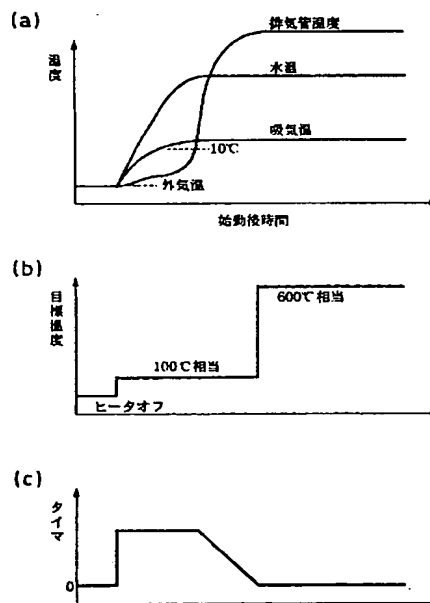 (a)
温度
排気管温度
水温
吸気温
10℃
外気温
始動後時間
(b)
目標温度
600℃相当
100℃相当
ヒータオフ
(c)
タイマ
0